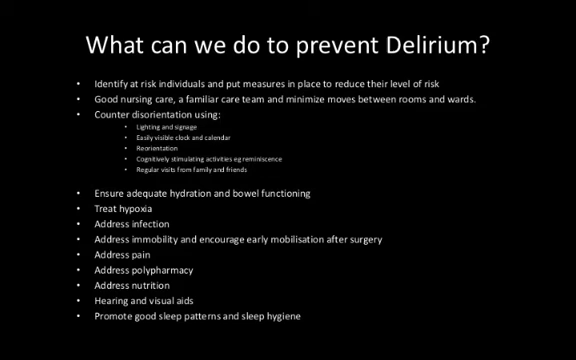 What can we do to prevent Delirium?
• Identify at risk individuals and put measures in place to reduce their level of risk
• Good nursing care, a familiar care team and minimize moves between rooms and wards.
• Counter disorientation using:
• Lighting and signage
• Easily visible clock and calendar
• Reorientation
• Cognitively stimulating activities eg reminiscence
• Regular visits from family and friends
• Ensure adequate hydration and bowel functioning
• Treat hypoxia
• Address infection
• Address immobility and encourage early mobilisation after surgery
• Address pain
• Address polypharmacy
• Address nutrition
• Hearing and visual aids
• Promote good sleep patterns and sleep hygiene